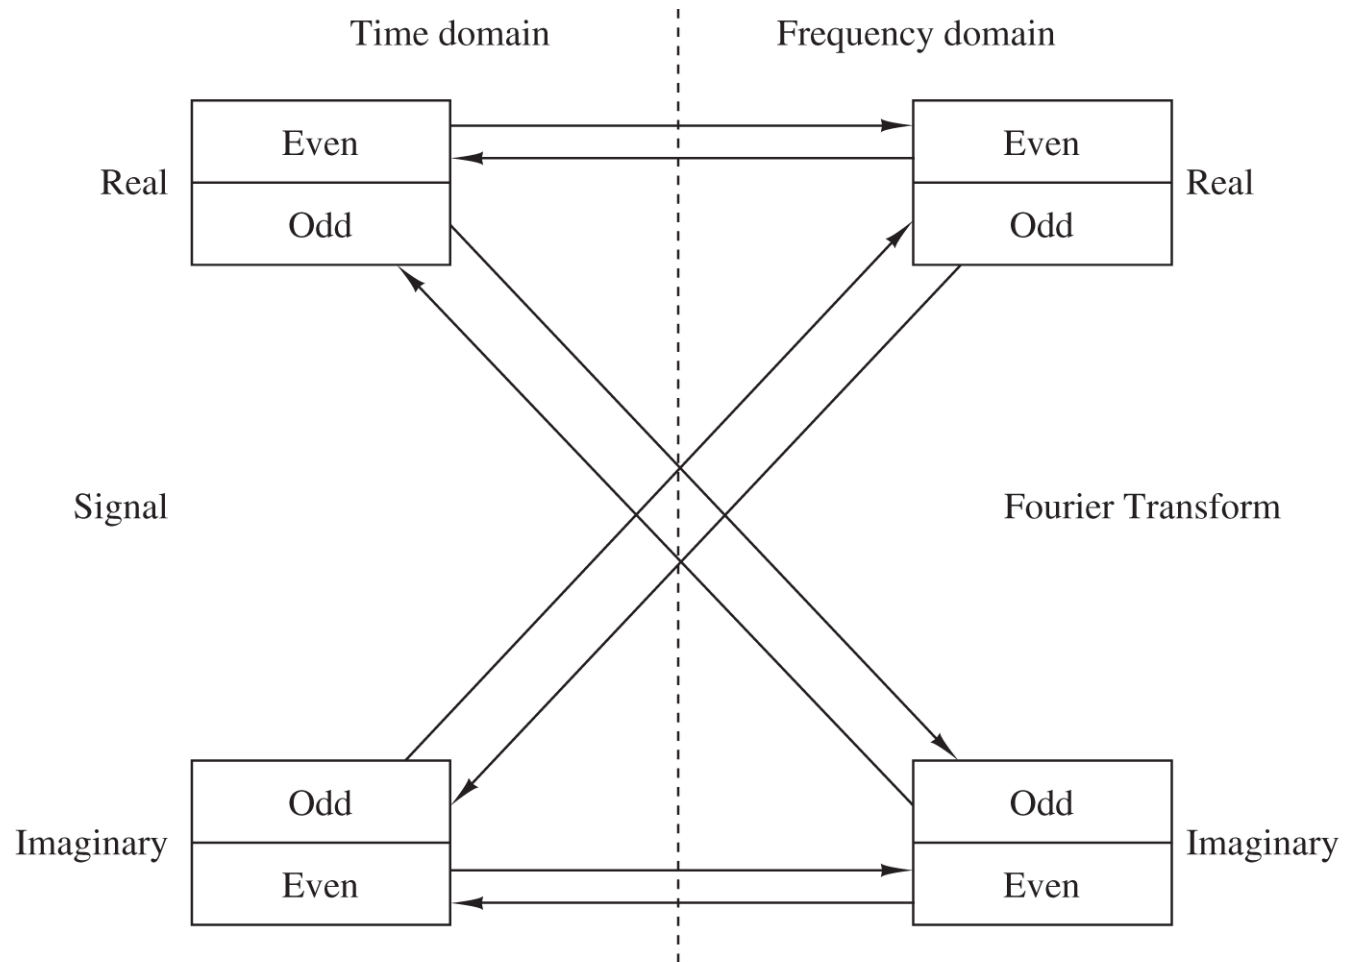 Time domain
Frequency domain
Even
Even
Real
Real
Odd
Odd
Signal
Fourier Transform
Odd
Odd
Imaginary
Imaginary
Even
Even